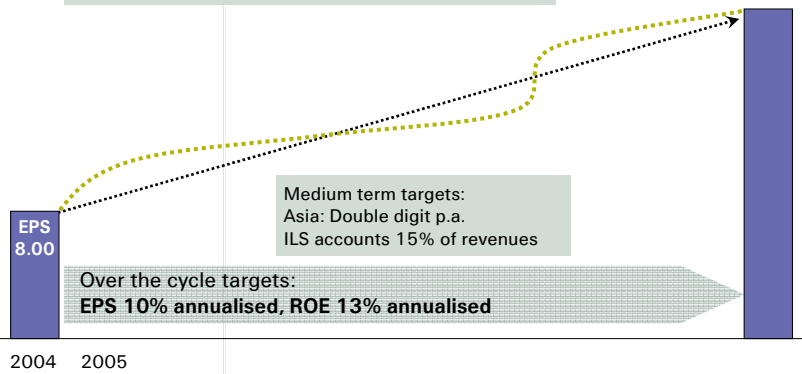 Medium term targets:
Asia: Double digit p.a.
ILS accounts 15% of revenues
EPS
8.00
Over the cycle targets:
EPS 10% annualised, ROE 13% annualised
2004 2005